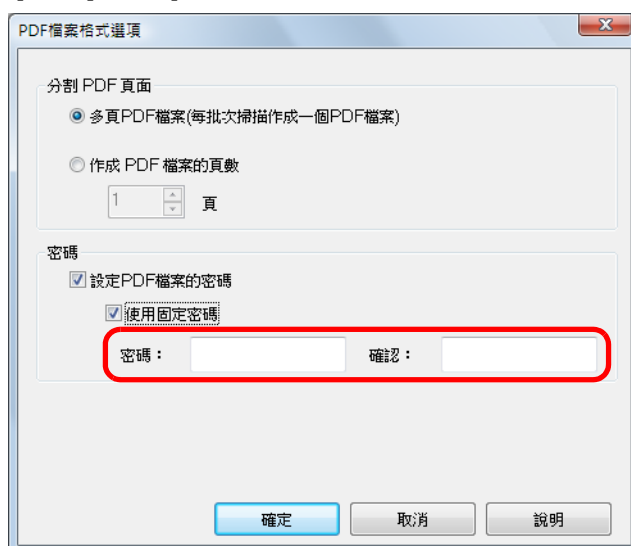 PDF檔案格式選項
分割 PDF 頁面
多頁PDF檔案(每批次掃描作成一個PDF檔案)
作成 PDF 檔案的頁數
1 頁
密碼
設定PDF檔案的密碼
使用固定密碼
密碼： 確認：
確定 取消 說明